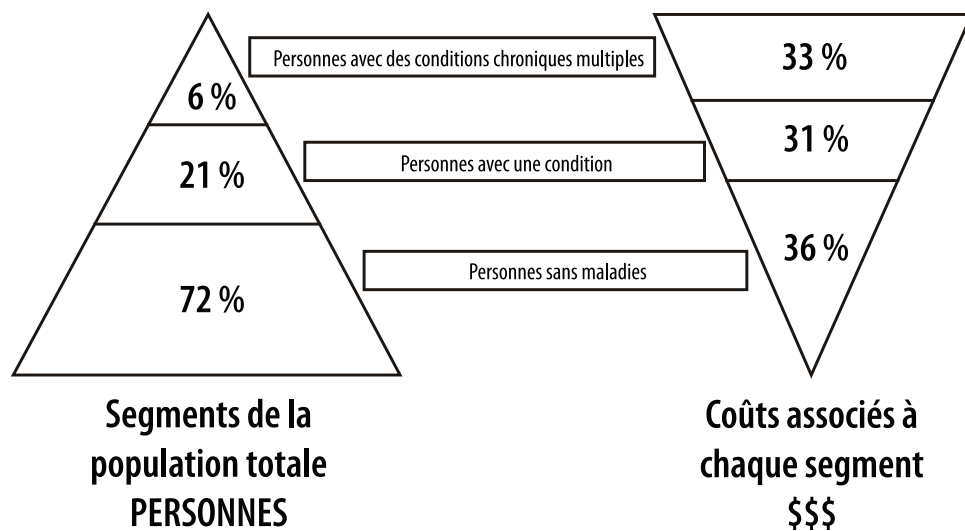 Personnes avec des conditions chroniques multiples
33 %
6 %
31 %
21 %
Personnes avec une condition
36 %
Personnes sans maladies
72 %
Segments de la
population totale
PERSONNES
Coûts associés à
chaque segment
$$$